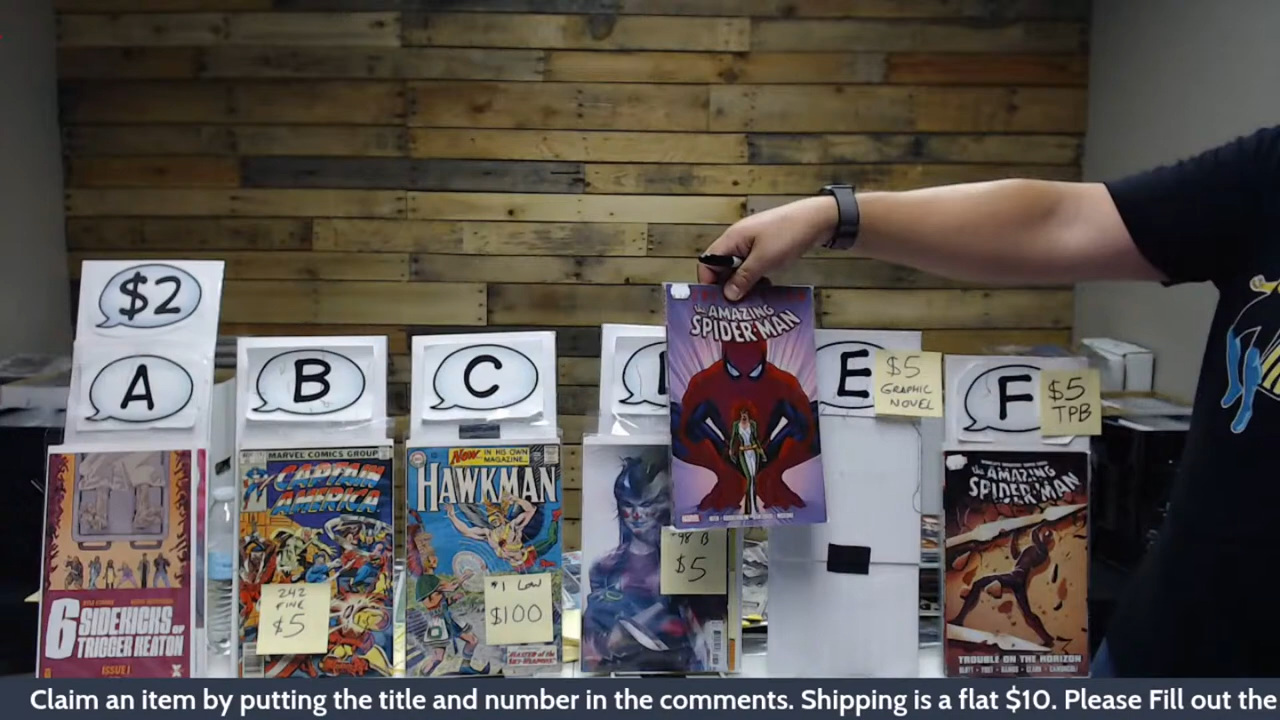 $2
A
B
C
E
$5
GRAPHIC
NOVEL
F
$5
TPB
the AMAZING
SPIDER-MAN
MARVEL COMICS GROUP
CAPTAIN
AMERICA
242
FINE
$5
New IN HIS OWN
MAGAZINE
HAWKMAN
#1 LOW
$100
98 B
$5
the AMAZING
SPIDER-MAN
TROUBLE ON THE HORIZON
6 SIDEKICKS OF
TRIGGER KEATON
ISSUE 1
Claim an item by putting the title and number in the comments. Shipping is a flat $10. Please Fill out the